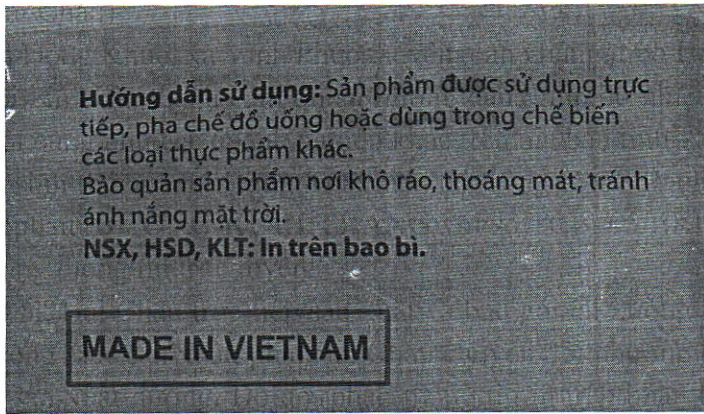 Hướng dẫn sử dụng: Sản phẩm được sử dụng trực
tiếp, pha chế đồ uống hoặc dùng trong chế biến
các loại thực phẩm khác.
Bảo quản sản phẩm nơi khô ráo, thoáng mát, tránh
ánh nắng mặt trời.
NSX, HSD, KLT: In trên bao bì.
MADE IN VIETNAM